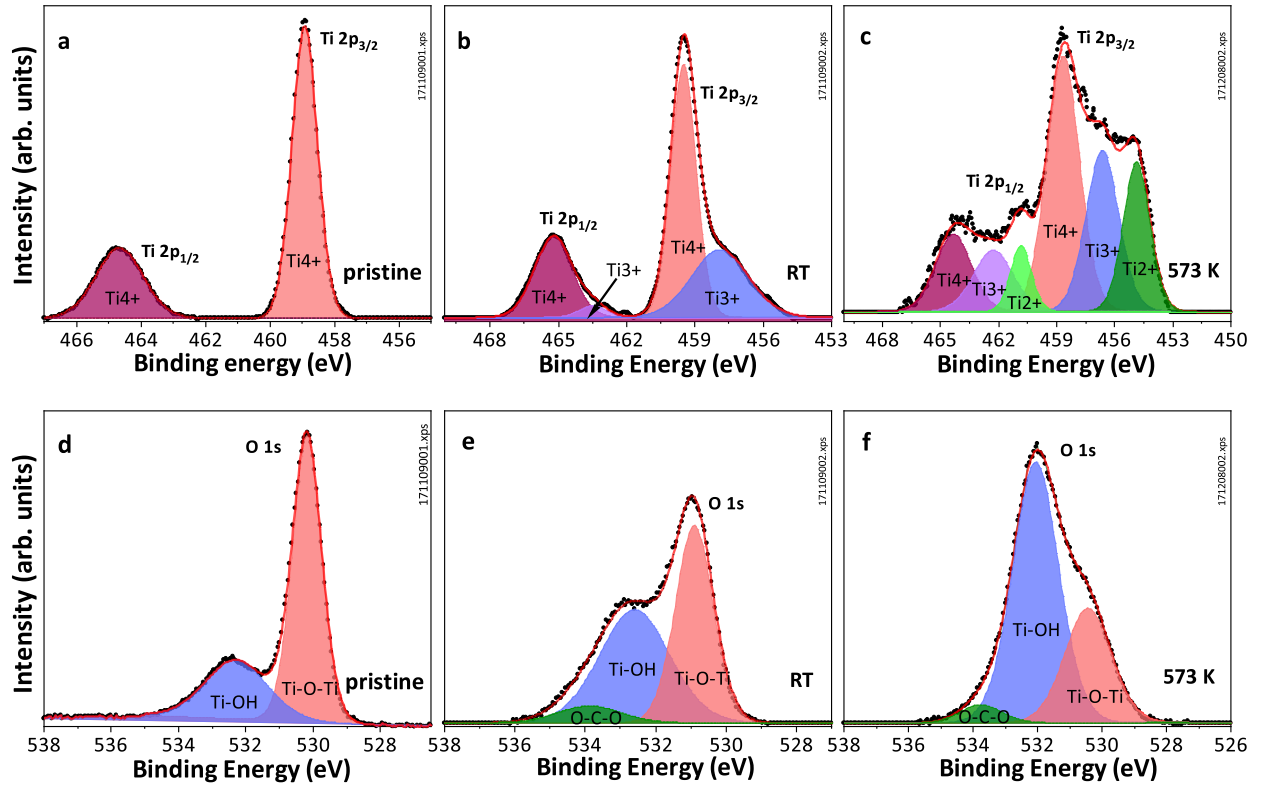 a
Ti 2p3/2
Ti 2p1/2
Ti4+
Ti4+
pristine
171109001.xps
466 464 462 460 458 456
Binding energy (eV)
Intensity (arb. units)
b
Ti 2p3/2
Ti 2p1/2
Ti3+
Ti4+
Ti4+
Ti3+
RT
171109002.xps
468 465 462 459 456 453
Binding Energy (eV)
c
Ti 2p3/2
Ti 2p1/2
Ti4+
Ti4+
Ti3+
Ti2+
Ti3+
Ti2+
573 K
171208002.xps
468 465 462 459 456 453 450
Binding Energy (eV)
d
O 1s
Ti-OH
Ti-O-Ti
pristine
171109001.xps
538 536 534 532 530 528
Binding Energy (eV)
Intensity (arb. units)
e
O 1s
Ti-OH
Ti-O-Ti
O-C-O
RT
171109002.xps
538 536 534 532 530 528
Binding Energy (eV)
f
O 1s
Ti-OH
Ti-O-Ti
O-C-O
573 K
171208002.xps
538 536 534 532 530 528 526
Binding Energy (eV)